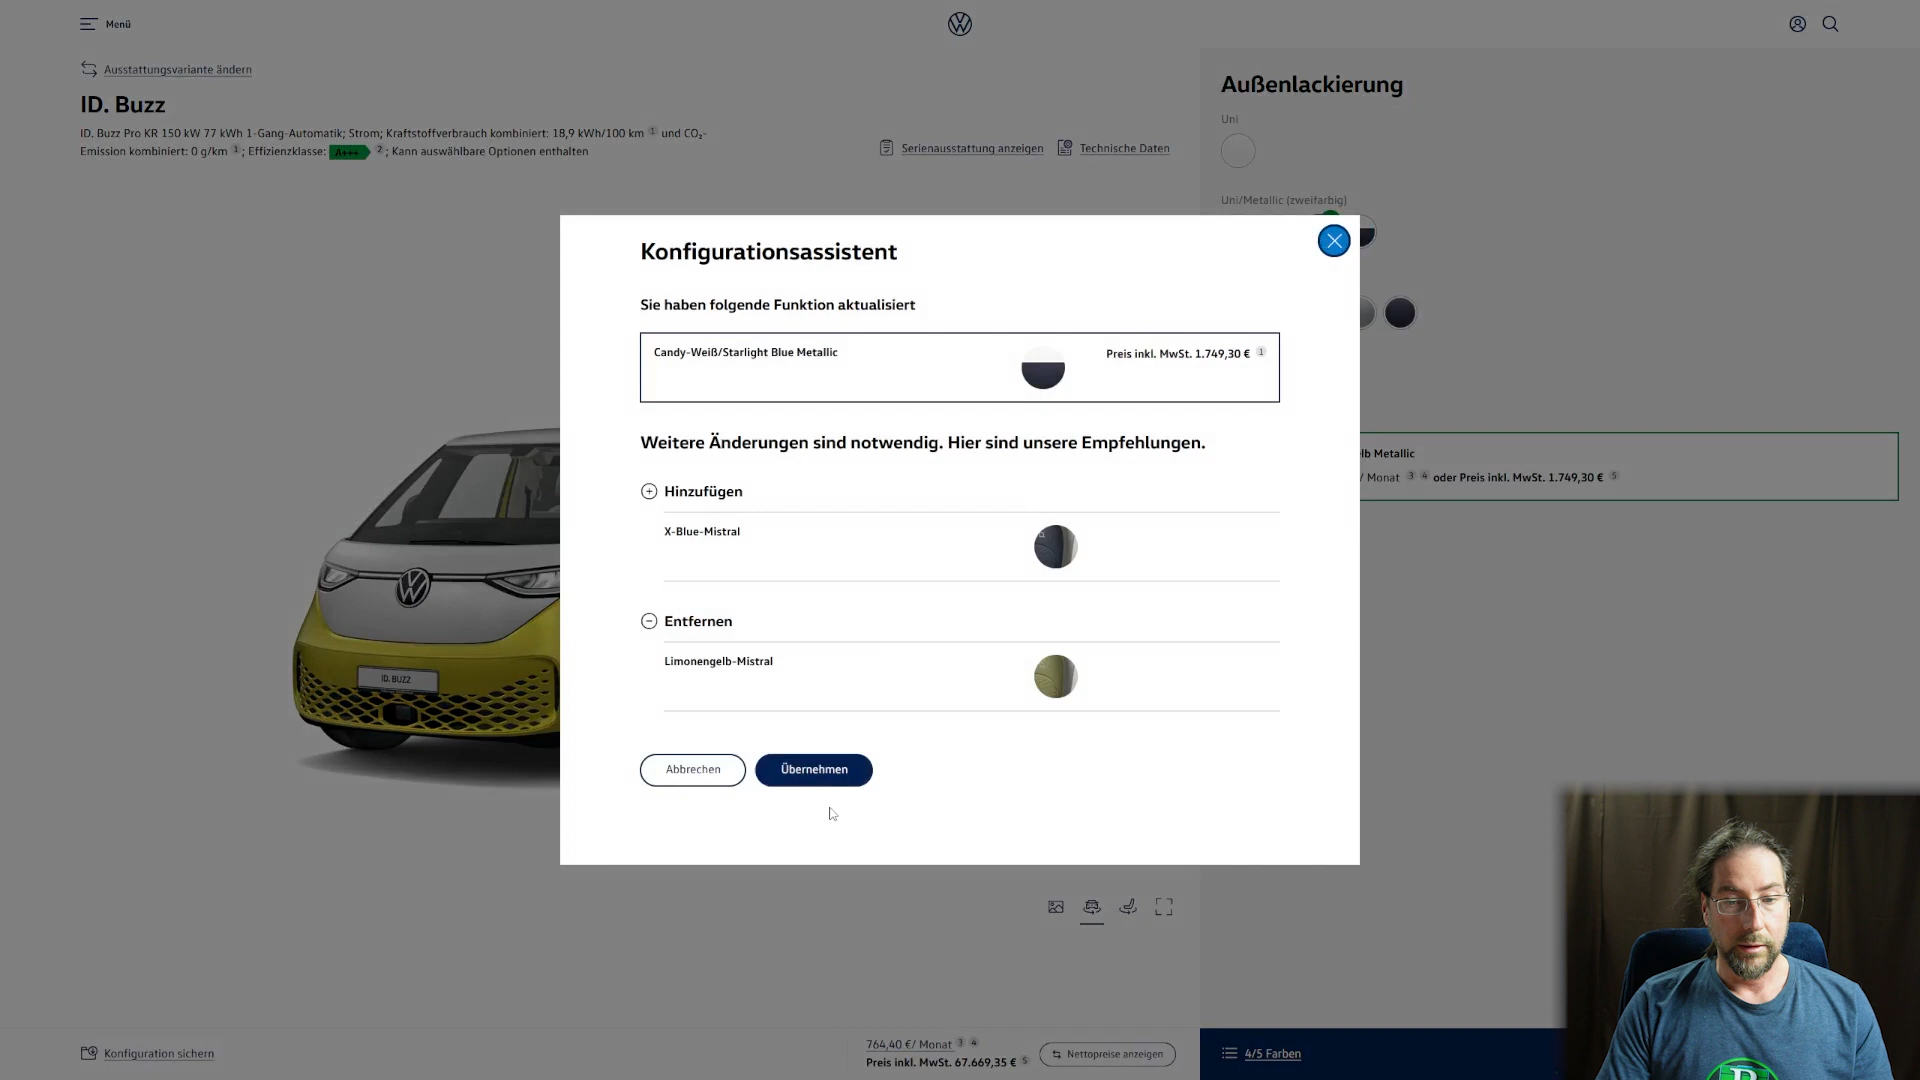 Menü
Ausstattungsvariante ändern
ID. Buzz
ID. Buzz Pro KR 150 kW 77 kWh 1-Gang-Automatik; Strom; Kraftstoffverbrauch kombiniert: 18,9 kWh/100 km 1 und CO₂-
Emission kombiniert: 0 g/km 1; Effizienzklasse: A+++ 2; Kann auswählbare Optionen enthalten
Serienausstattung anzeigen
Technische Daten
Außenlackierung
Uni
Uni/Metallic (zweifarbig)
Konfigurationsassistent
Sie haben folgende Funktion aktualisiert
Candy-Weiß/Starlight Blue Metallic
Preis inkl. MwSt. 1.749,30 € 1
Weitere Änderungen sind notwendig. Hier sind unsere Empfehlungen.
Hinzufügen
X-Blue-Mistral
Entfernen
Limonengelb-Mistral
Abbrechen
Übernehmen
lb Metallic
/ Monat 3 4 oder Preis inkl. MwSt. 1.749,30 € 5
ID. BUZZ
Konfiguration sichern
764,40 €/ Monat 3 4
Preis inkl. MwSt. 67.669,35 € 5
Nettopreise anzeigen
4/5 Farben